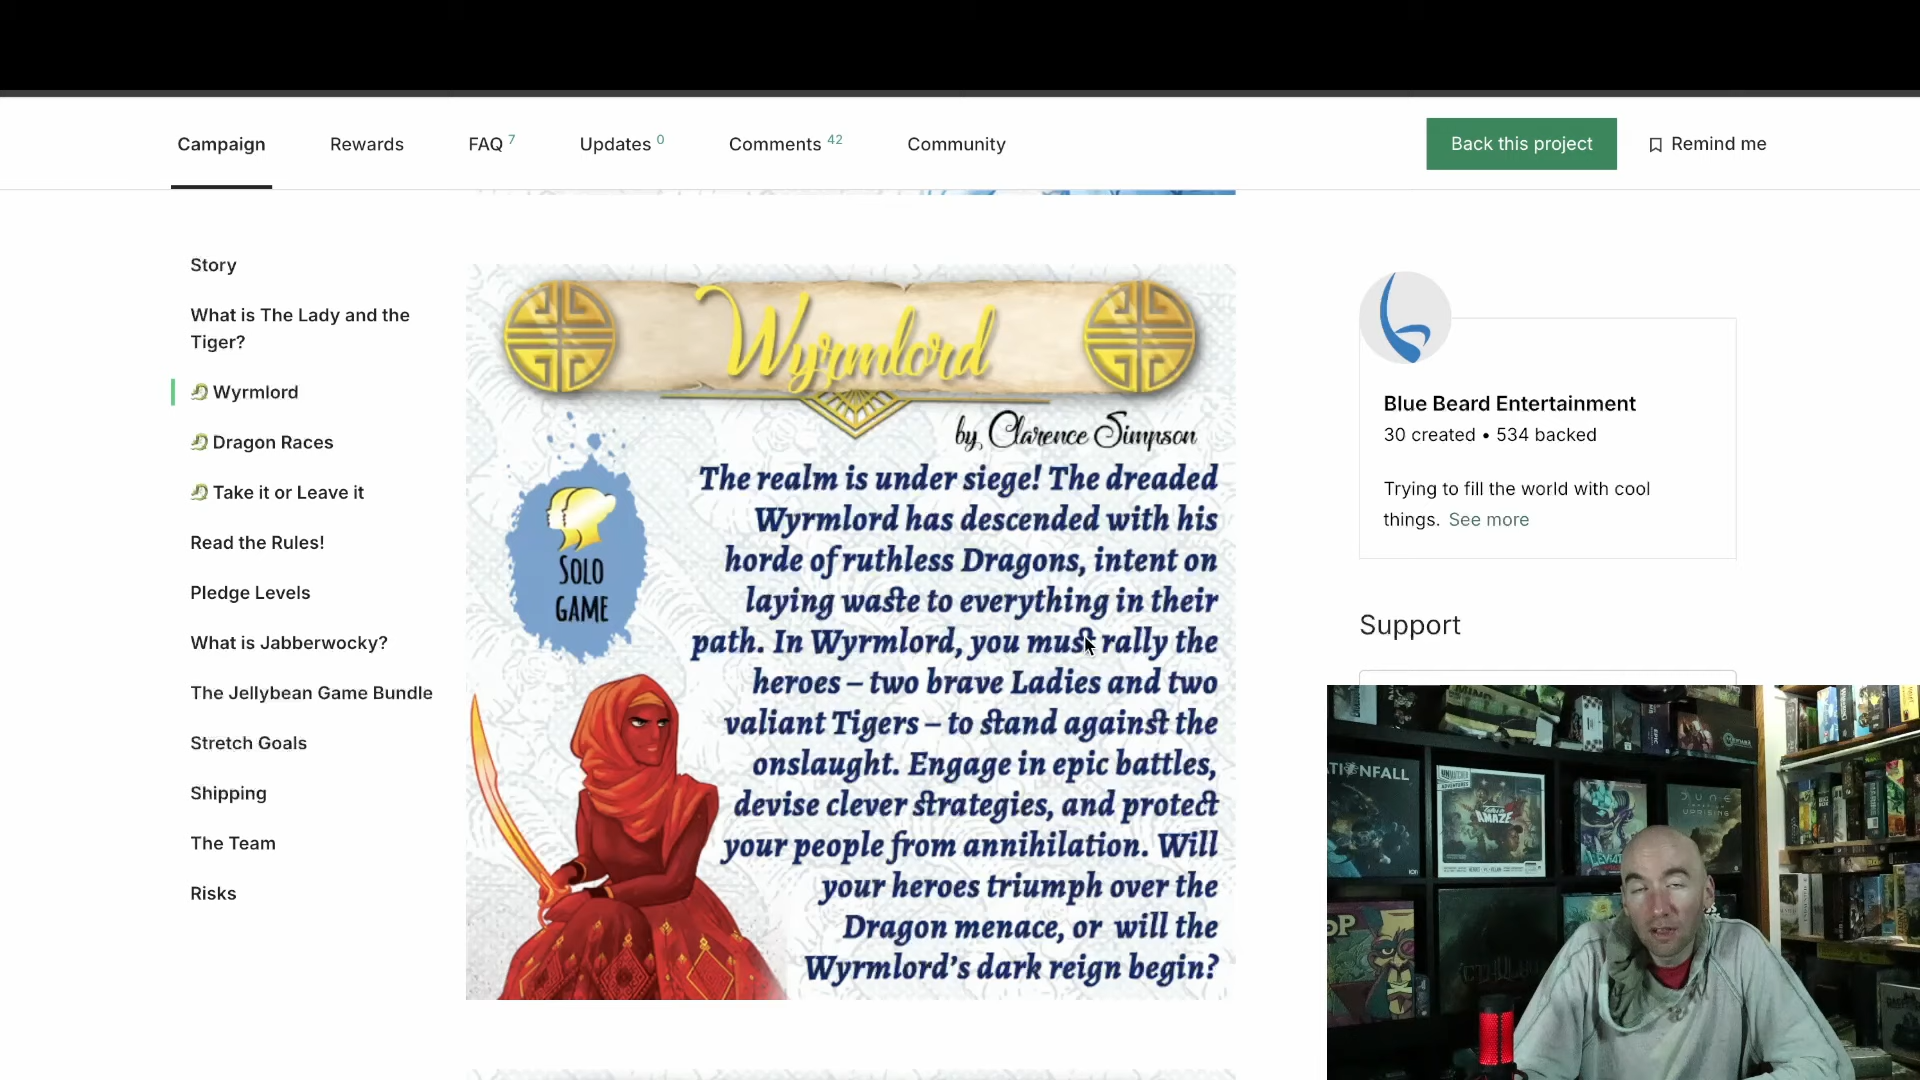 Campaign
Rewards
FAQ 7
Updates 0
Comments 42
Community
Back this project
Remind me
Story
What is The Lady and the
Tiger?
Wyrmlord
Dragon Races
Take it or Leave it
Read the Rules!
Pledge Levels
What is Jabberwocky?
The Jellybean Game Bundle
Stretch Goals
Shipping
The Team
Risks
Wyrmlord
by Clarence Simpson
SOLO
GAME
The realm is under siege! The dreaded
Wyrmlord has descended with his
horde of ruthless Dragons, intent on
laying waste to everything in their
path. In Wyrmlord, you must rally the
heroes – two brave Ladies and two
valiant Tigers – to stand against the
onslaught. Engage in epic battles,
devise clever strategies, and protect
your people from annihilation. Will
your heroes triumph over the
Dragon menace, or will the
Wyrmlord's dark reign begin?
Blue Beard Entertainment
30 created • 534 backed
Trying to fill the world with cool
things. See more
Support
UNMATCHED
ADVENTURES
DUNE
UPRISING